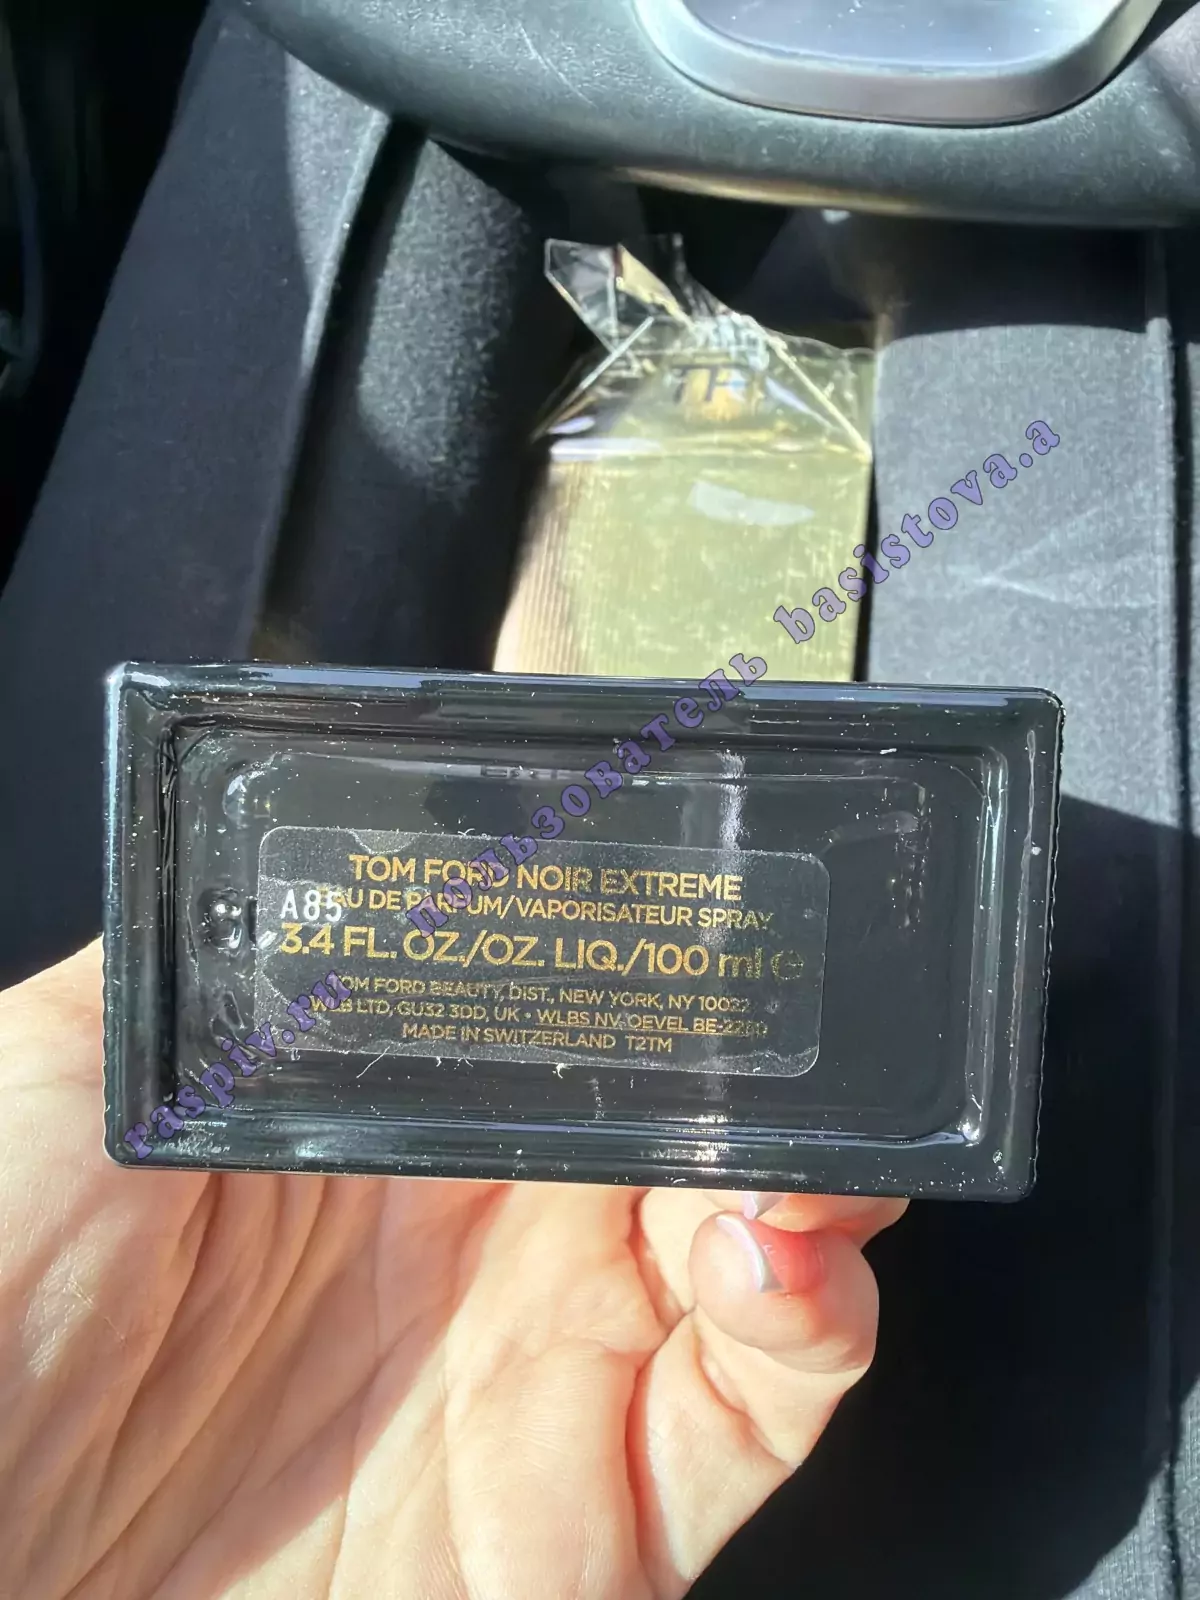 TF
TOM FORD NOIR EXTREME
A85
EAU DE PARFUM/VAPORISATEUR SPRAY
3.4 FL. OZ./OZ. LIQ./100 ml e
TOM FORD BEAUTY, DIST., NEW YORK, NY 10022
WLB LTD, GU32 3DD, UK • WLBS NV, OEVEL BE-2260
MADE IN SWITZERLAND T2TM
raspiv.ru пользователь basistova.a